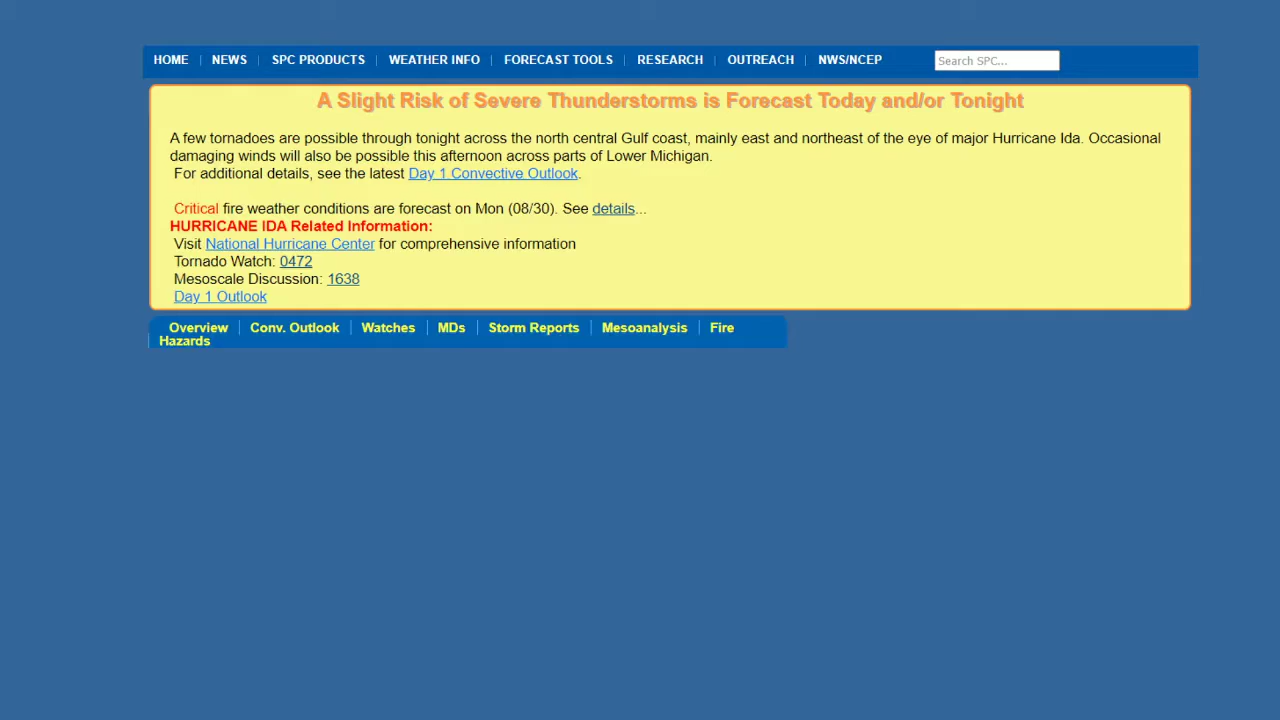 HOME NEWS SPC PRODUCTS WEATHER INFO FORECAST TOOLS RESEARCH OUTREACH NWS/NCEP Search SPC...
A Slight Risk of Severe Thunderstorms is Forecast Today and/or Tonight
A few tornadoes are possible through tonight across the north central Gulf coast, mainly east and northeast of the eye of major Hurricane Ida. Occasional
damaging winds will also be possible this afternoon across parts of Lower Michigan.
For additional details, see the latest Day 1 Convective Outlook.
Critical fire weather conditions are forecast on Mon (08/30). See details...
HURRICANE IDA Related Information:
Visit National Hurricane Center for comprehensive information
Tornado Watch: 0472
Mesoscale Discussion: 1638
Day 1 Outlook
Overview Conv. Outlook Watches MDs Storm Reports Mesoanalysis Fire
Hazards